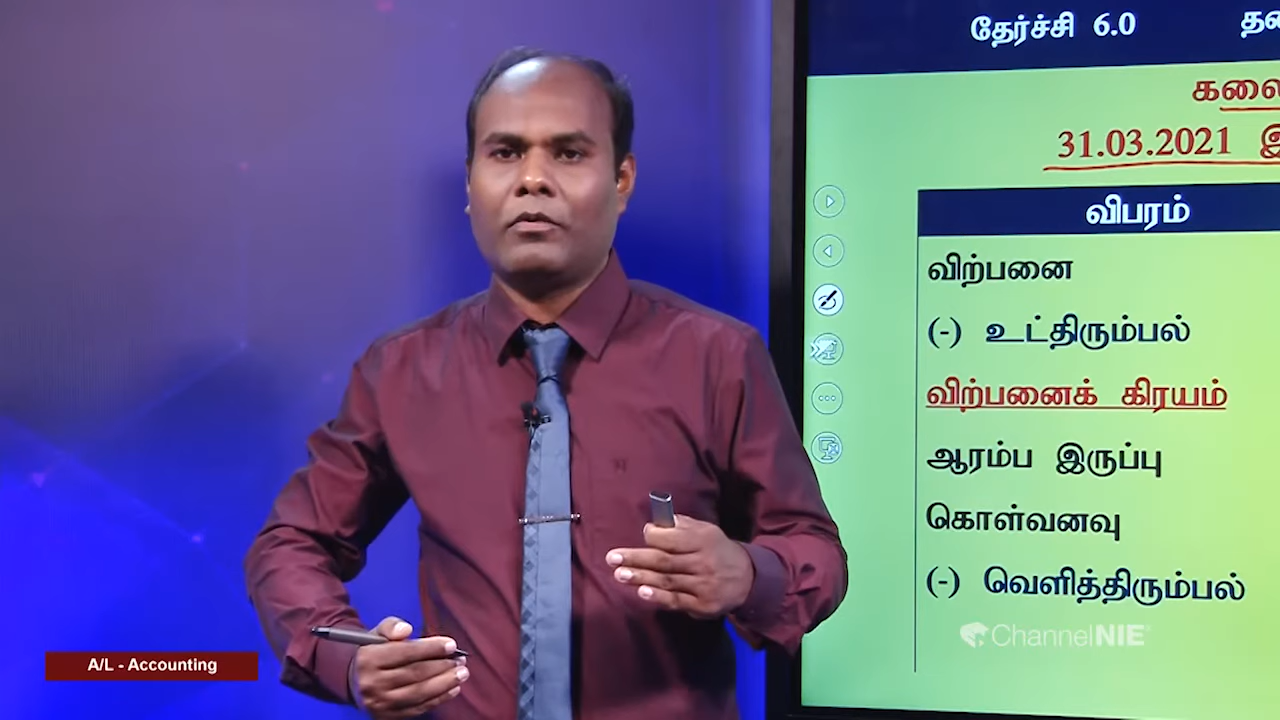 தேர்ச்சி 6.0
31.03.2021
விபரம்
விற்பனை
(-) உட்திரும்பல்
விற்பனைக் கிரயம்
ஆரம்ப இருப்பு
கொள்வனவு
(-) வெளித்திரும்பல்
ChannelNIE
A/L - Accounting